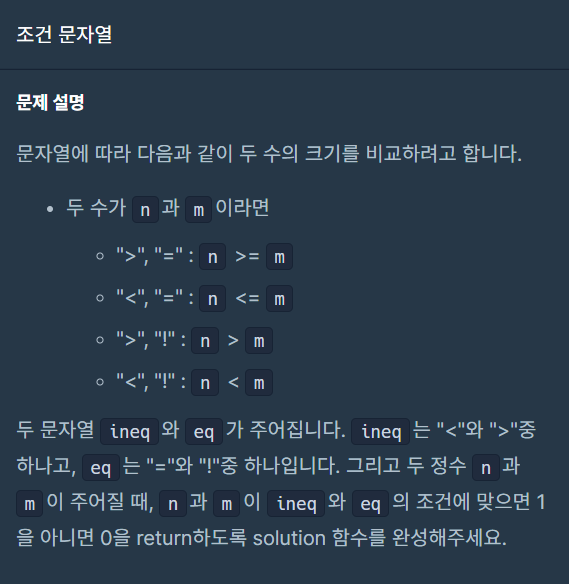 조건 문자열
문제 설명
문자열에 따라 다음과 같이 두 수의 크기를 비교하려고 합니다.
• 두 수가 n 과 m 이라면
◦ ">", "=" : n >= m
◦ "<", "=" : n <= m
◦ ">", "!" : n > m
◦ "<", "!" : n < m
두 문자열 ineq 와 eq 가 주어집니다. ineq 는 "<"와 ">"중
하나고, eq 는 "="와 "!"중 하나입니다. 그리고 두 정수 n 과
m 이 주어질 때, n 과 m 이 ineq 와 eq 의 조건에 맞으면 1
을 아니면 0을 return하도록 solution 함수를 완성해주세요.